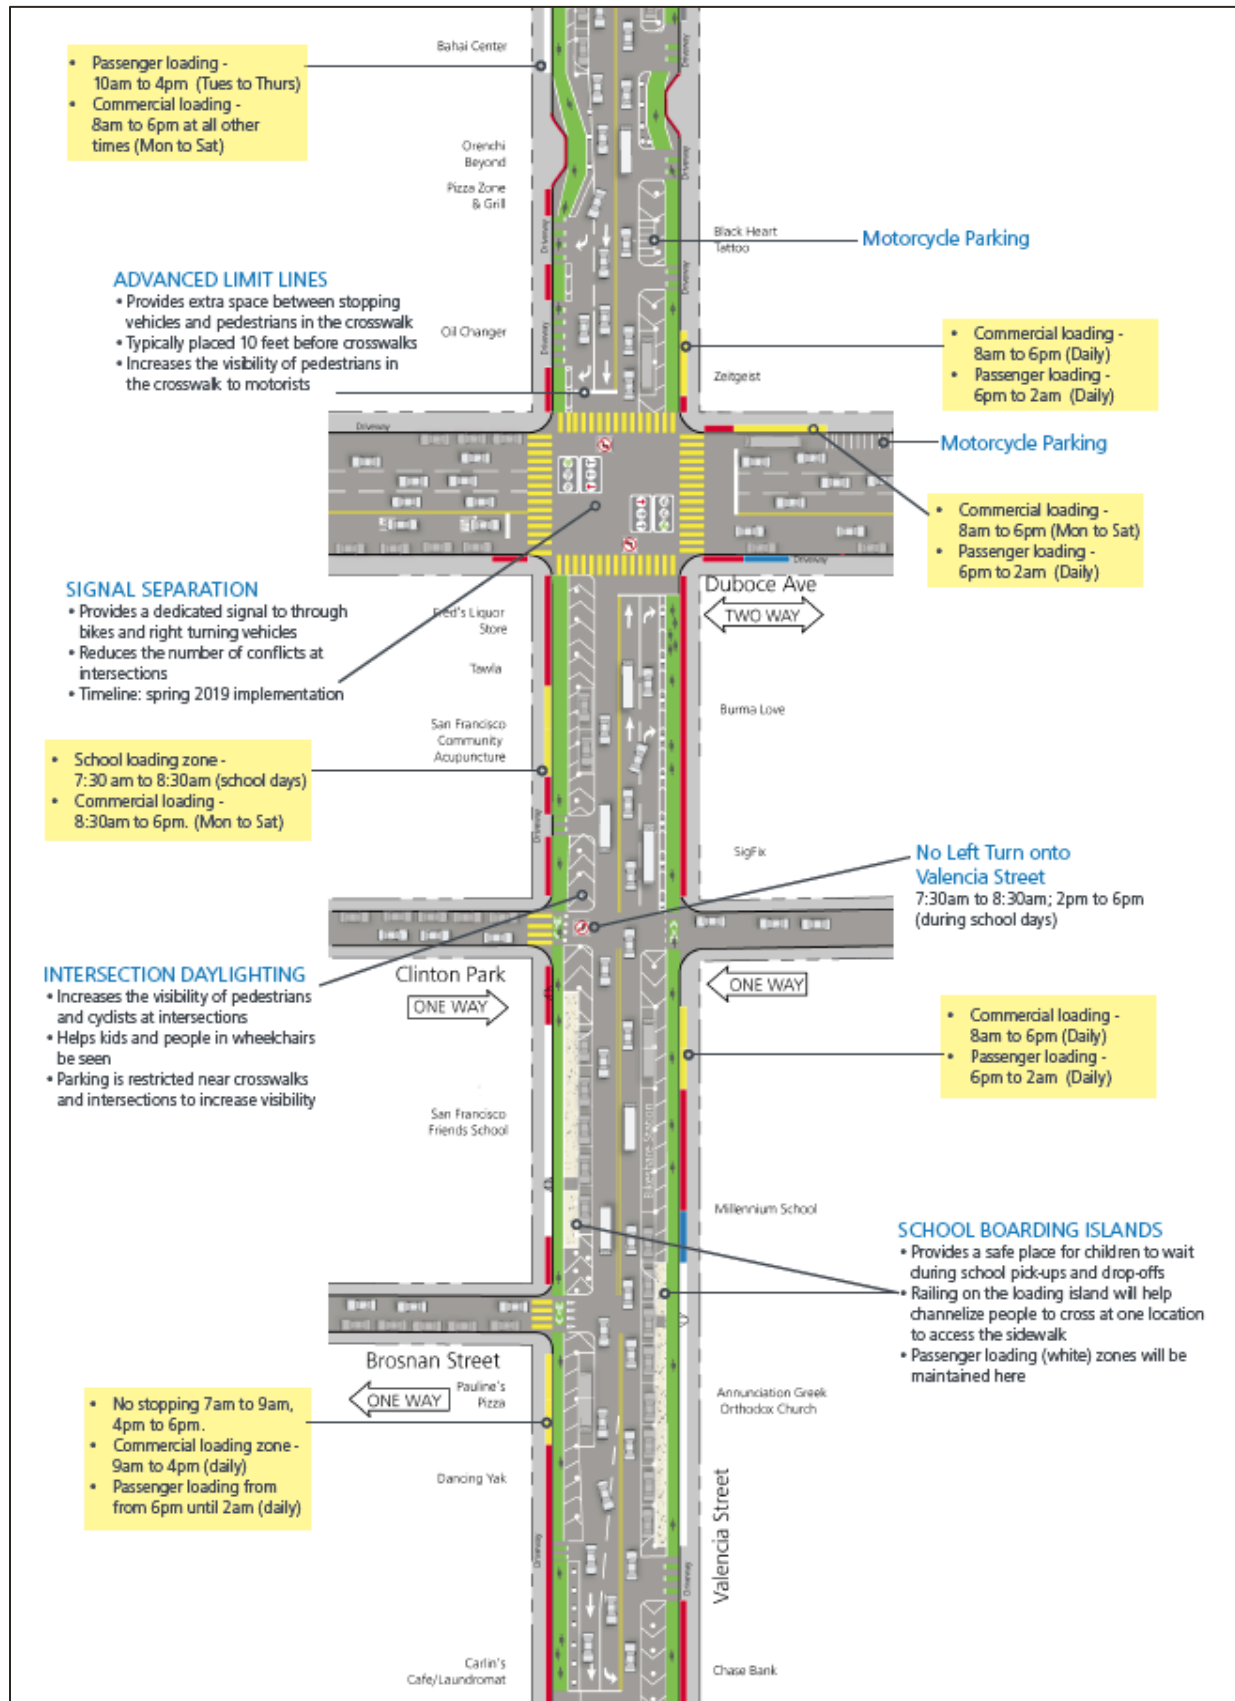 Bahai Center
• Passenger loading -
10am to 4pm (Tues to Thurs)
• Commercial loading -
8am to 6pm at all other
times (Mon to Sat)
Driveway
Orenchi
Beyond
Pizza Zone
& Grill
Driveway
Driveway
Black Heart
Tattoo
Motorcycle Parking
Driveway
ADVANCED LIMIT LINES
• Provides extra space between stopping
vehicles and pedestrians in the crosswalk
• Typically placed 10 feet before crosswalks
• Increases the visibility of pedestrians in
the crosswalk to motorists
Oil Changer
Driveway
Zeitgeist
• Commercial loading -
8am to 6pm (Daily)
• Passenger loading -
6pm to 2am (Daily)
Driveway
Motorcycle Parking
• Commercial loading -
8am to 6pm (Mon to Sat)
• Passenger loading -
6pm to 2am (Daily)
Driveway
Duboce Ave
TWO WAY
SIGNAL SEPARATION
• Provides a dedicated signal to through
bikes and right turning vehicles
• Reduces the number of conflicts at
intersections
• Timeline: spring 2019 implementation
Fred's Liquor
Store
Tawla
Burma Love
San Francisco
Community
Acupuncture
• School loading zone -
7:30 am to 8:30am (school days)
• Commercial loading -
8:30am to 6pm. (Mon to Sat)
Driveway
SigFix
No Left Turn onto
Valencia Street
7:30am to 8:30am; 2pm to 6pm
(during school days)
INTERSECTION DAYLIGHTING
• Increases the visibility of pedestrians
and cyclists at intersections
• Helps kids and people in wheelchairs
be seen
• Parking is restricted near crosswalks
and intersections to increase visibility
Clinton Park
ONE WAY
ONE WAY
• Commercial loading -
8am to 6pm (Daily)
• Passenger loading -
6pm to 2am (Daily)
San Francisco
Friends School
Bikeshare Station
Millennium School
SCHOOL BOARDING ISLANDS
• Provides a safe place for children to wait
during school pick-ups and drop-offs
• Railing on the loading island will help
channelize people to cross at one location
to access the sidewalk
• Passenger loading (white) zones will be
maintained here
Brosnan Street
ONE WAY
Pauline's
Pizza
Annunciation Greek
Orthodox Church
• No stopping 7am to 9am,
4pm to 6pm.
• Commercial loading zone -
9am to 4pm (daily)
• Passenger loading from
from 6pm until 2am (daily)
Dancing Yak
Valencia Street
Driveway
Driveway
Carlin's
Cafe/Laundromat
Chase Bank